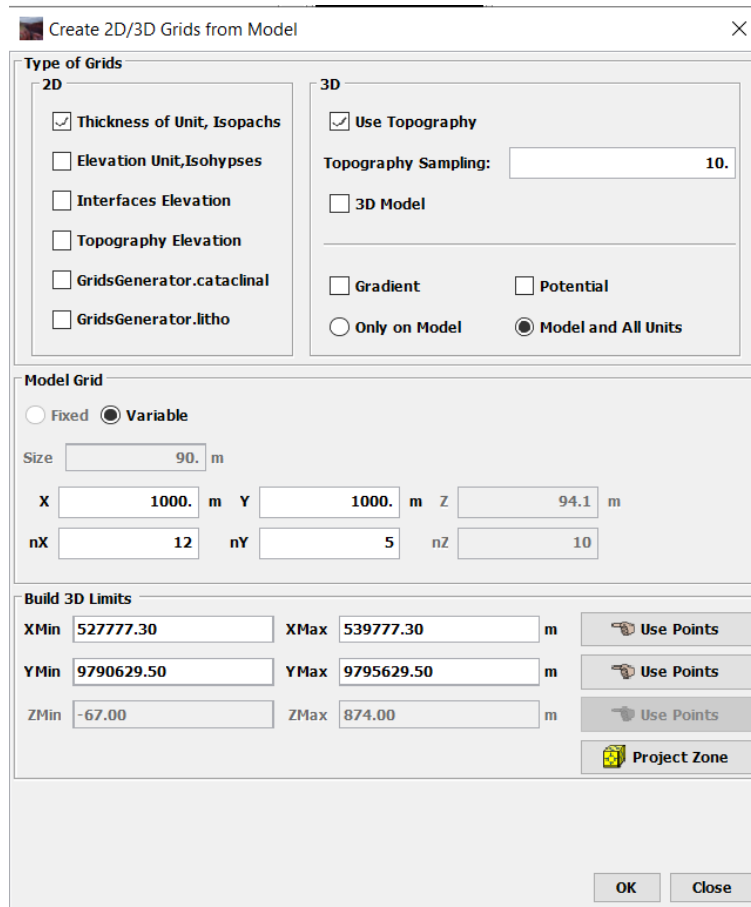 Create 2D/3D Grids from Model
Type of Grids
2D
Thickness of Unit, Isopachs
Elevation Unit,Isohypses
Interfaces Elevation
Topography Elevation
GridsGenerator.cataclinal
GridsGenerator.litho
3D
Use Topography
Topography Sampling: 10.
3D Model
Gradient Potential
Only on Model Model and All Units
Model Grid
Fixed Variable
Size 90. m
X 1000. m Y 1000. m Z 94.1 m
nX 12 nY 5 nZ 10
Build 3D Limits
XMin 527777.30 XMax 539777.30 m Use Points
YMin 9790629.50 YMax 9795629.50 m Use Points
ZMin -67.00 ZMax 874.00 m Use Points
Project Zone
OK Close